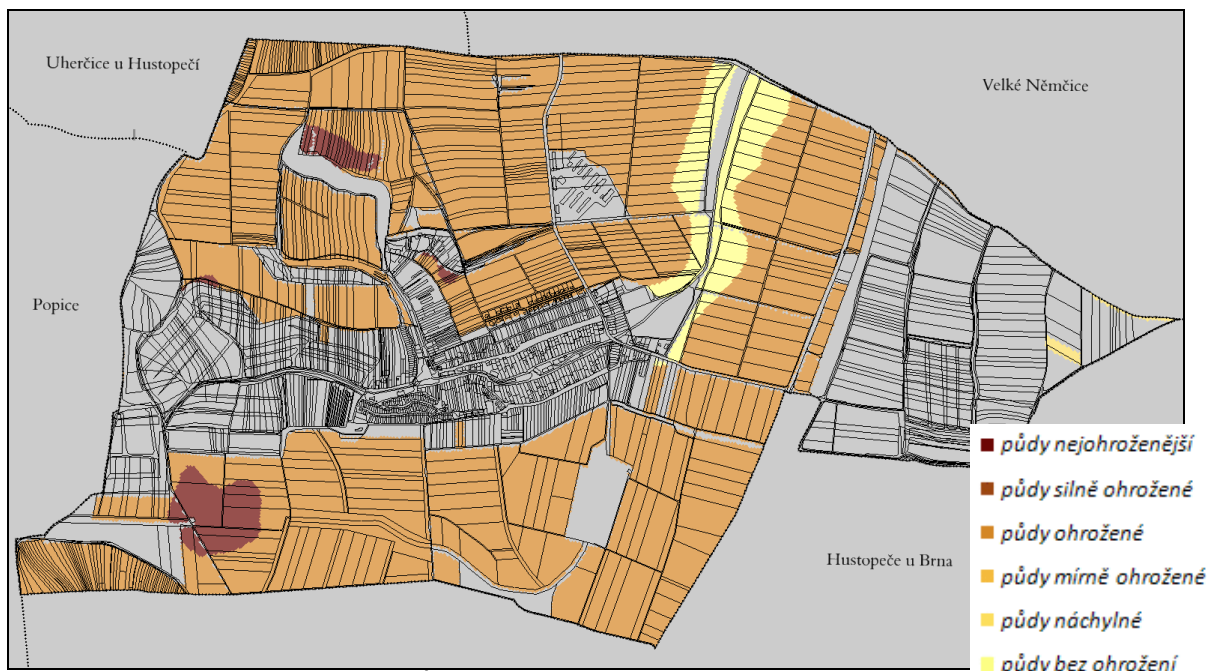 Uherčice u Hustopečí
Velké Němčice
Popice
Hustopeče u Brna
půdy nejohroženější
půdy silně ohrožené
půdy ohrožené
půdy mírně ohrožené
půdy náchylné
půdy bez ohrožení